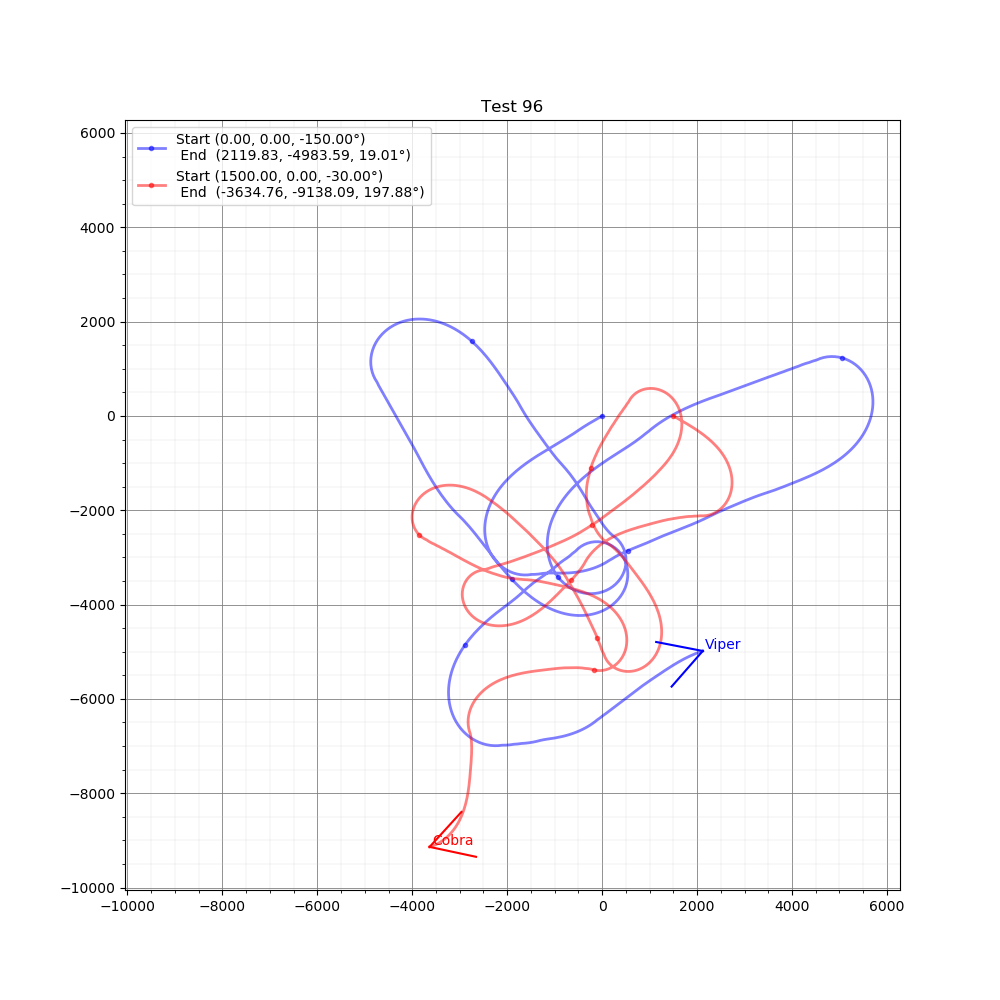 Test 96
Start (0.00, 0.00, -150.00°)
End (2119.83, -4983.59, 19.01°)
Start (1500.00, 0.00, -30.00°)
End (-3634.76, -9138.09, 197.88°)
6000
4000
2000
0
−2000
−4000
−6000
−8000
−10000
Viper
Cobra
−10000 −8000 −6000 −4000 −2000 0 2000 4000 6000